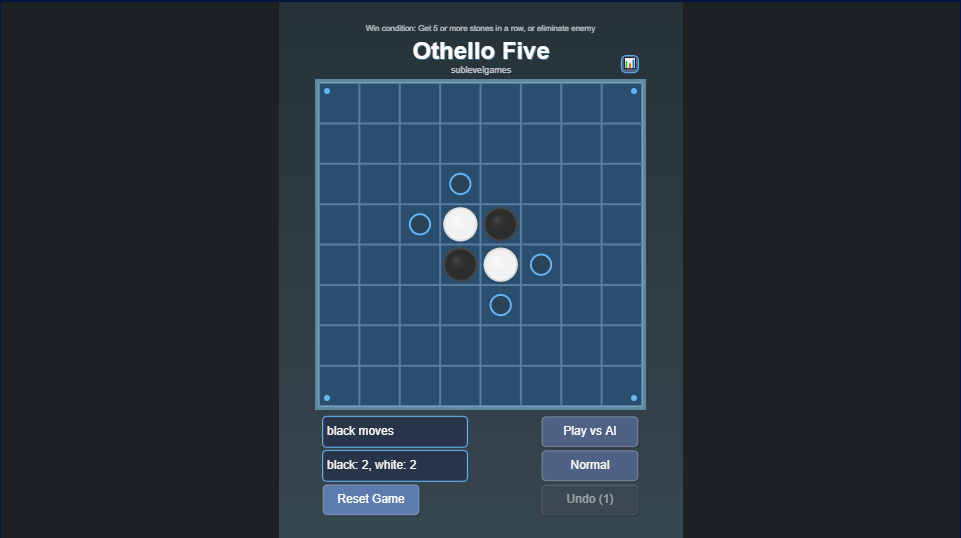 Win condition: Get 5 or more stones in a row, or eliminate enemy
Othello Five
sublevelgames
black moves
Play vs AI
black: 2, white: 2
Normal
Reset Game
Undo (1)